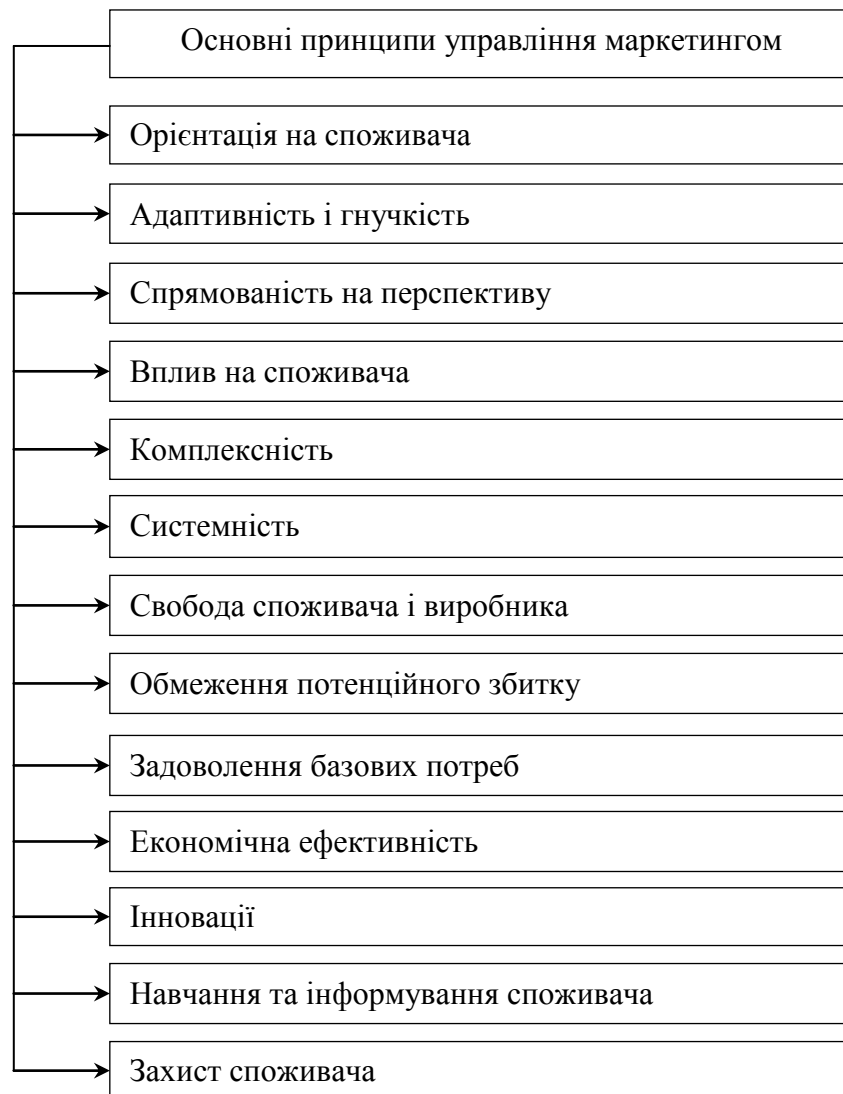 Основні принципи управління маркетингом
Орієнтація на споживача
Адаптивність і гнучкість
Спрямованість на перспективу
Вплив на споживача
Комплексність
Системність
Свобода споживача і виробника
Обмеження потенційного збитку
Задоволення базових потреб
Економічна ефективність
Інновації
Навчання та інформування споживача
Захист споживача